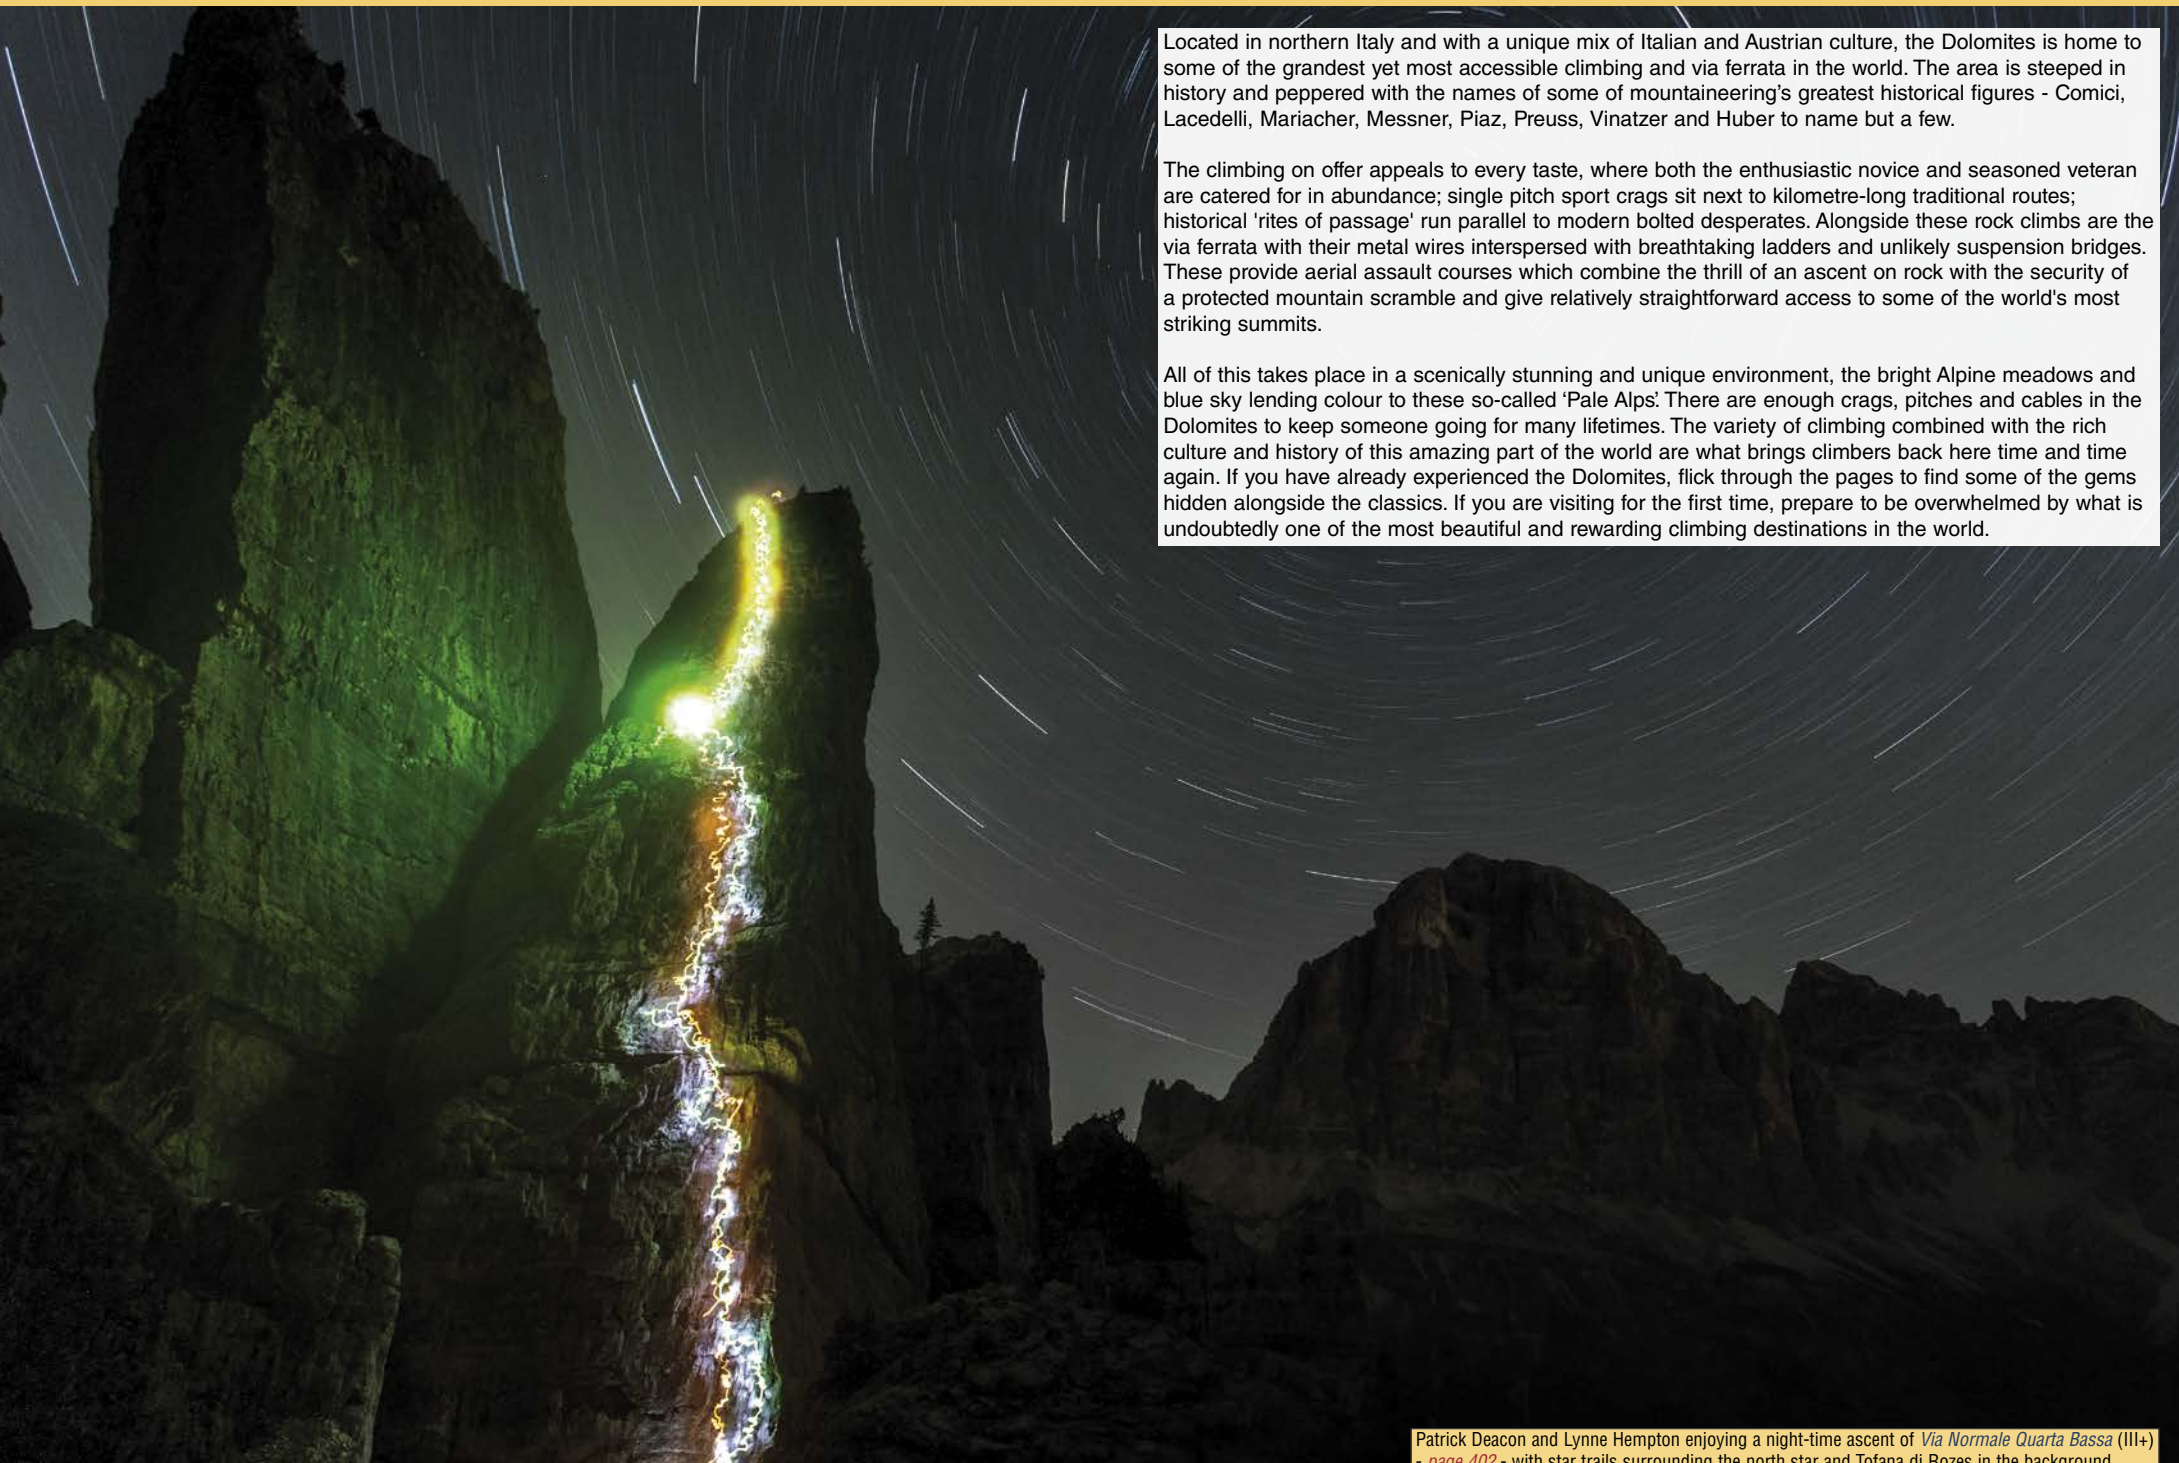 Located in northern Italy and with a unique mix of Italian and Austrian culture, the Dolomites is home to
some of the grandest yet most accessible climbing and via ferrata in the world. The area is steeped in
history and peppered with the names of some of mountaineering’s greatest historical figures - Comici,
Lacedelli, Mariacher, Messner, Piaz, Preuss, Vinatzer and Huber to name but a few.

The climbing on offer appeals to every taste, where both the enthusiastic novice and seasoned veteran
are catered for in abundance; single pitch sport crags sit next to kilometre-long traditional routes;
historical 'rites of passage' run parallel to modern bolted desperates. Alongside these rock climbs are the
via ferrata with their metal wires interspersed with breathtaking ladders and unlikely suspension bridges.
These provide aerial assault courses which combine the thrill of an ascent on rock with the security of
a protected mountain scramble and give relatively straightforward access to some of the world's most
striking summits.

All of this takes place in a scenically stunning and unique environment, the bright Alpine meadows and
blue sky lending colour to these so-called ‘Pale Alps’. There are enough crags, pitches and cables in the
Dolomites to keep someone going for many lifetimes. The variety of climbing combined with the rich
culture and history of this amazing part of the world are what brings climbers back here time and time
again. If you have already experienced the Dolomites, flick through the pages to find some of the gems
hidden alongside the classics. If you are visiting for the first time, prepare to be overwhelmed by what is
undoubtedly one of the most beautiful and rewarding climbing destinations in the world.

Patrick Deacon and Lynne Hempton enjoying a night-time ascent of Via Normale Quarta Bassa (III+)
- page 402 - with star trails surrounding the north star and Tofana di Rozes in the background.